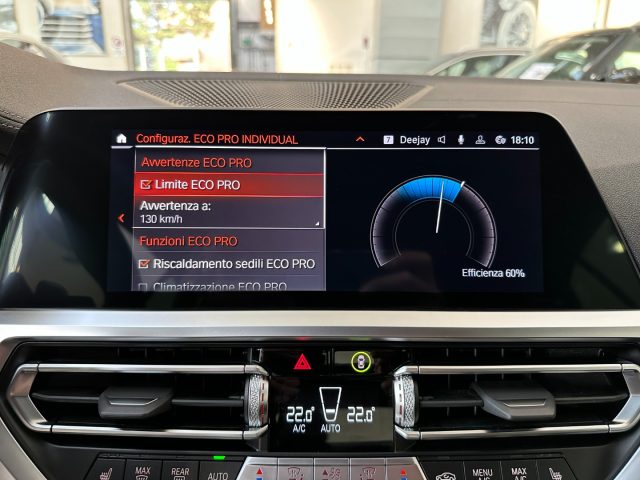 Configuraz. ECO PRO INDIVIDUAL
7 Deejay 18:10
Avvertenze ECO PRO
Limite ECO PRO
Avvertenza a:
130 km/h
Funzioni ECO PRO
Riscaldamento sedili ECO PRO
Climatizzazione ECO PRO
Efficienza 60%
22.0° 22.0°
A/C AUTO
MAX
REAR
AUTO
MENU
A/C
MAX
A/C